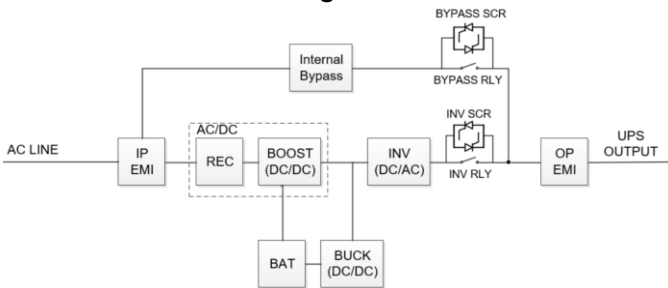 BYPASS SCR
Internal
Bypass
BYPASS RLY
INV SCR
AC/DC
AC LINE
IP
EMI
REC
BOOST
(DC/DC)
INV
(DC/AC)
INV RLY
OP
EMI
UPS
OUTPUT
BAT
BUCK
(DC/DC)